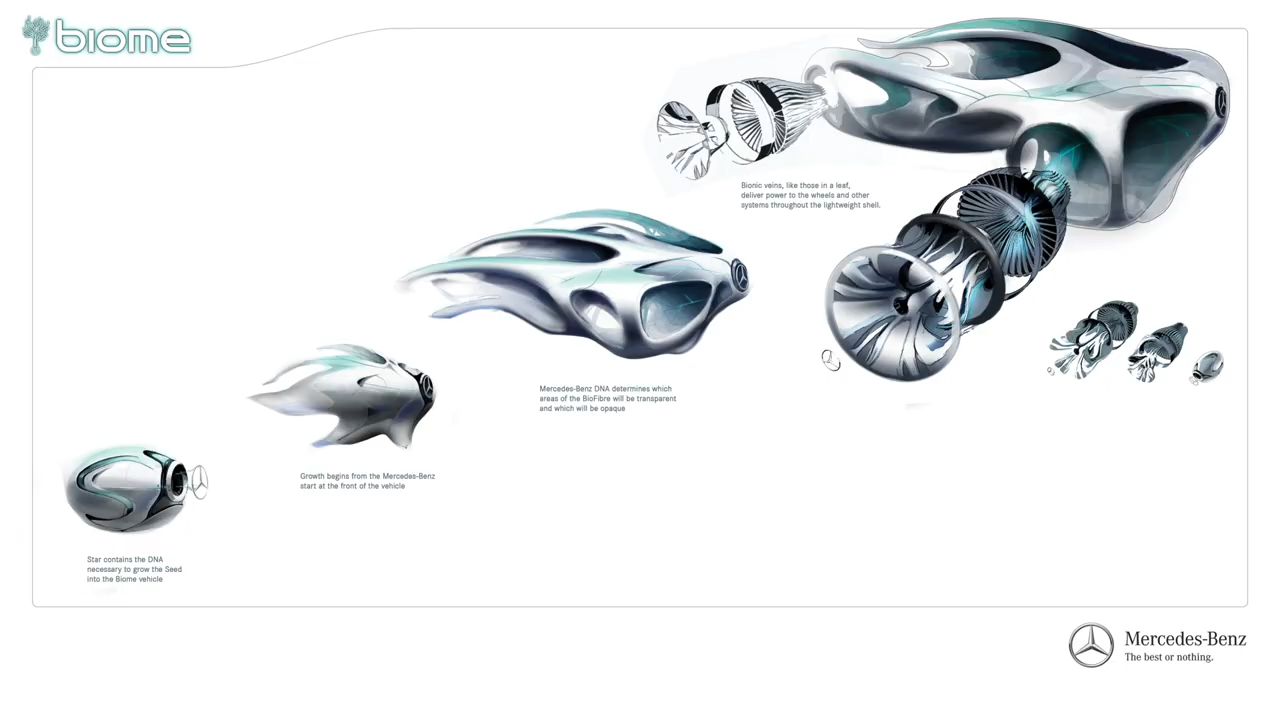 biome
Bionic veins, like those in a leaf,
deliver power to the wheels and other
systems throughout the lightweight shell.
Mercedes-Benz DNA determines which
areas of the BioFibre will be transparent
and which will be opaque
Growth begins from the Mercedes-Benz
start at the front of the vehicle
Star contains the DNA
necessary to grow the Seed
into the Biome vehicle
Mercedes-Benz
The best or nothing.